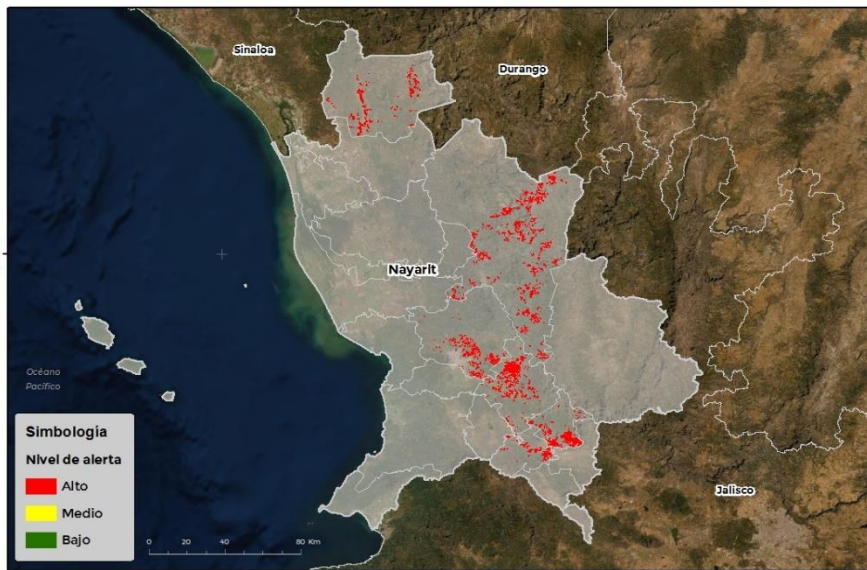 Sinaloa
Durango
Nayarit
Océano
Pacífico
Jalisco
Simbología
Nivel de alerta
Alto
Medio
Bajo
0 20 40 80 Km